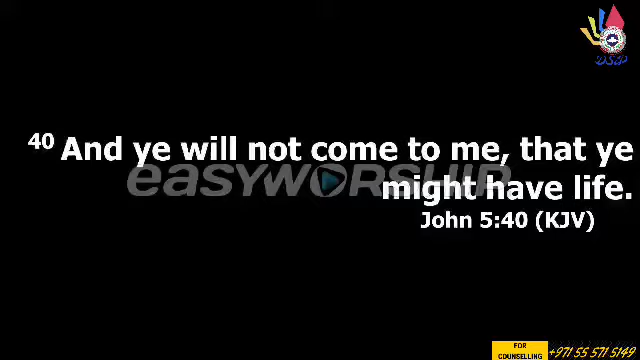 DSP
40 And ye will not come to me, that ye
might have life.
easyworship
John 5:40 (KJV)
FOR
COUNSELLING
+971 55 571 5149